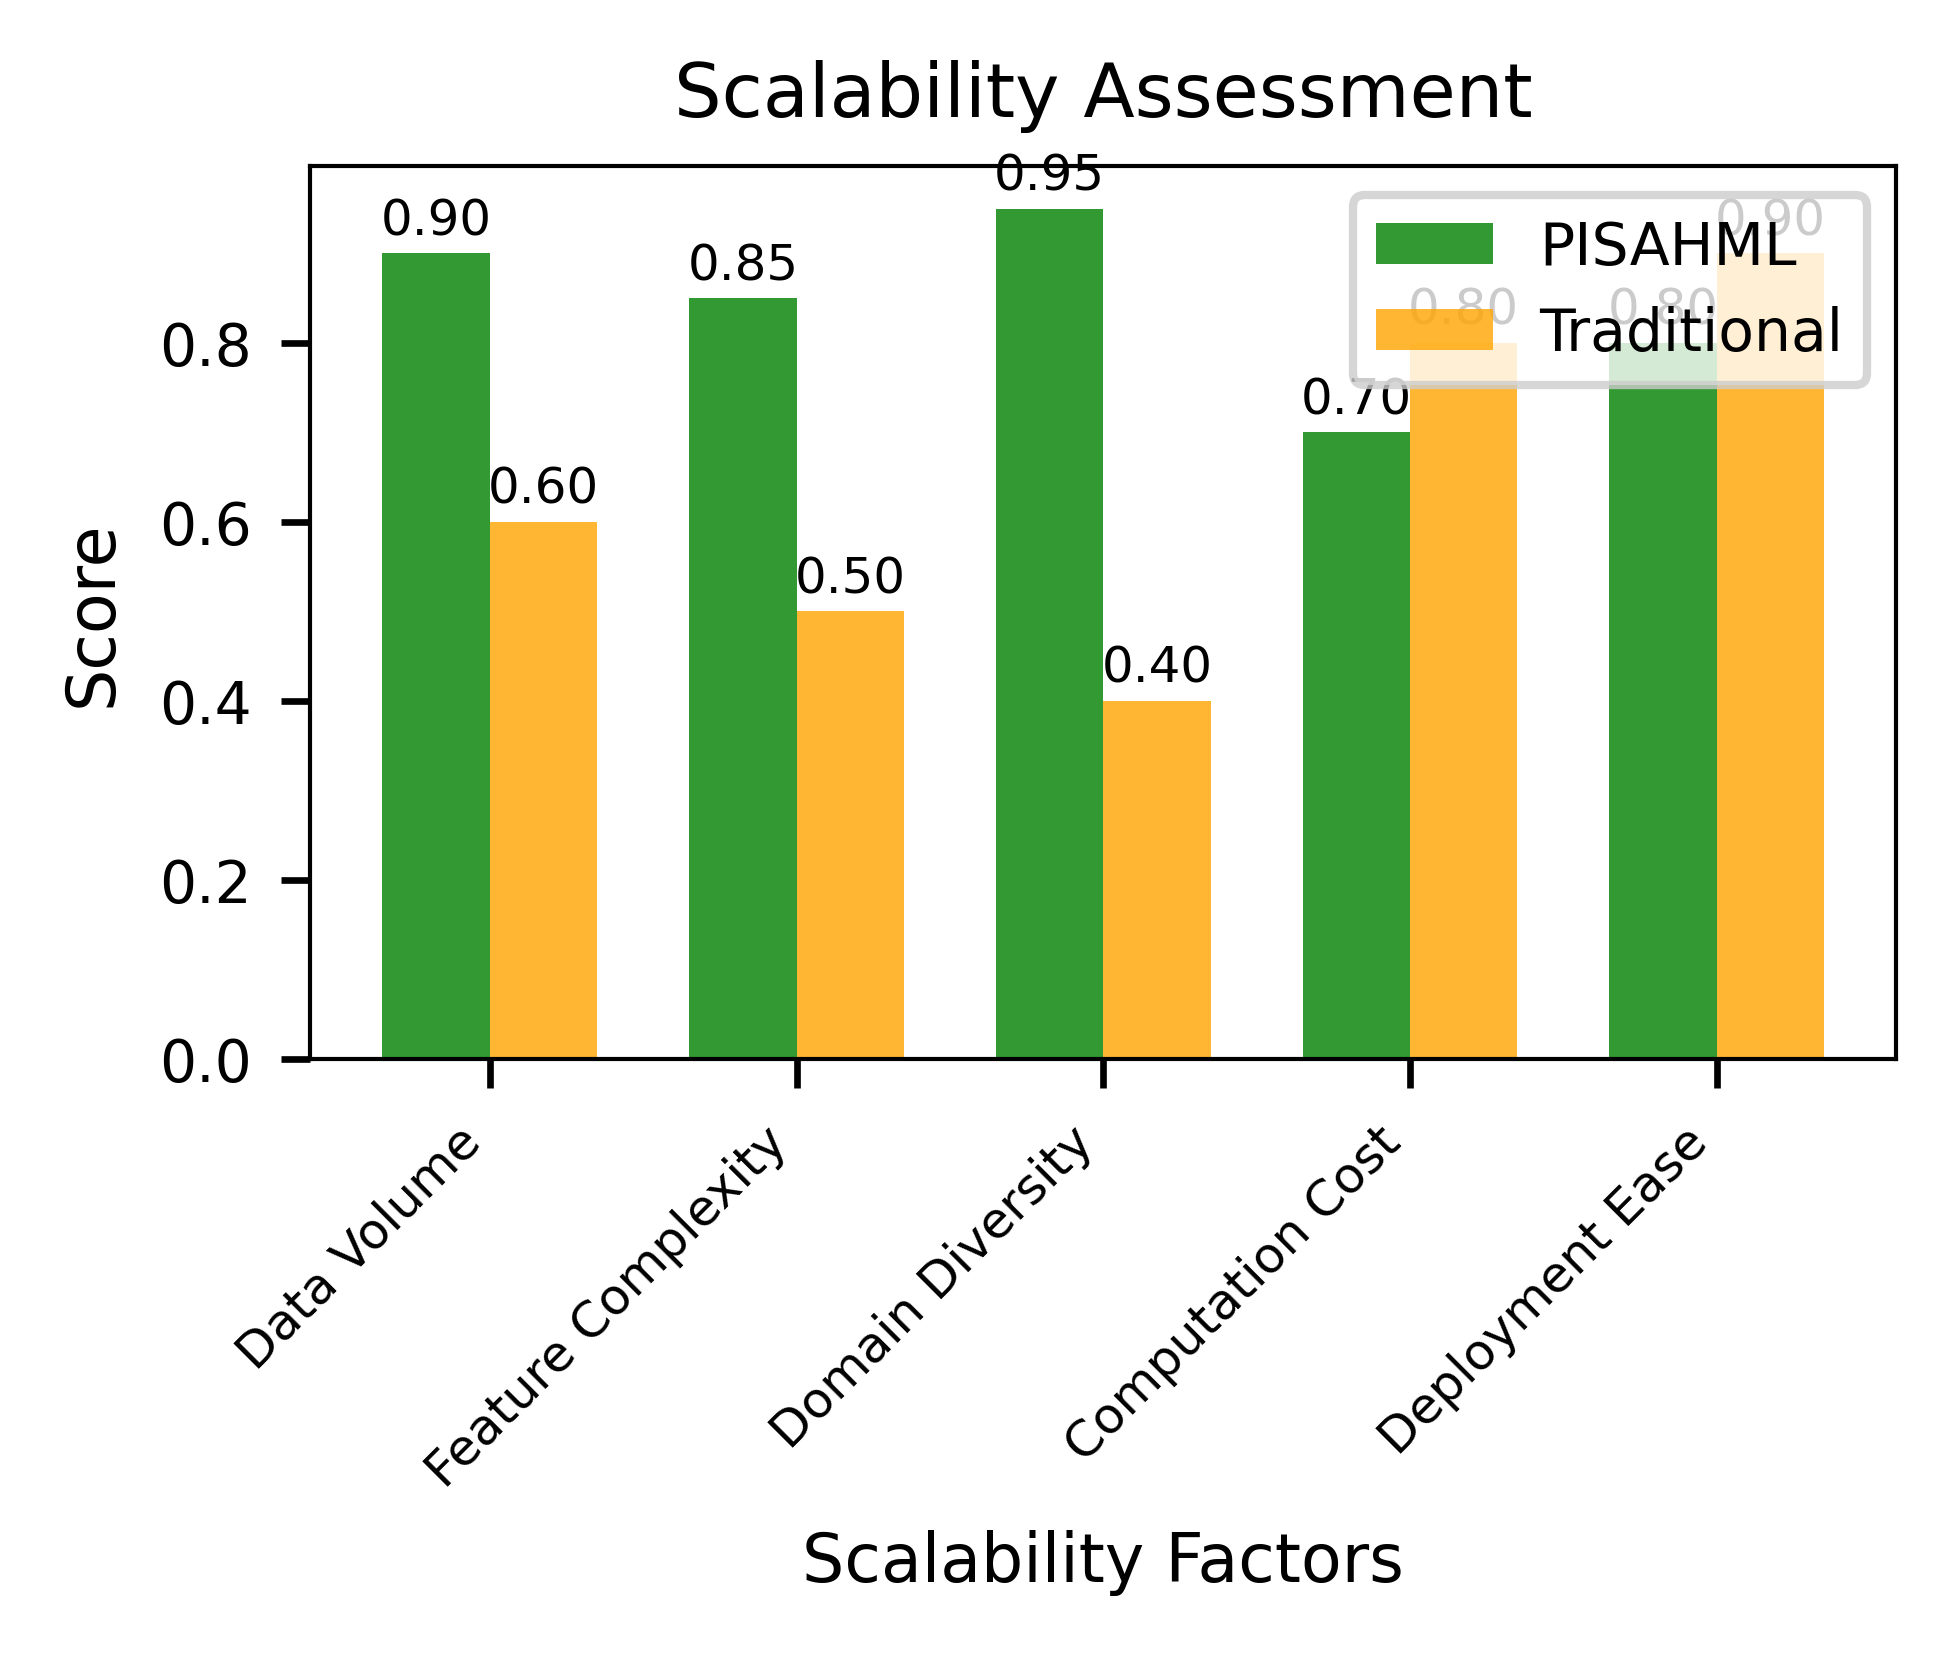 Scalability Assessment
0.95
0.90
0.90
0.85
0.80
0.80
0.70
0.60
0.50
0.40
PISAHML
Traditional
0.8
0.6
0.4
0.2
0.0
Score
Data Volume
Feature Complexity
Domain Diversity
Computation Cost
Deployment Ease
Scalability Factors